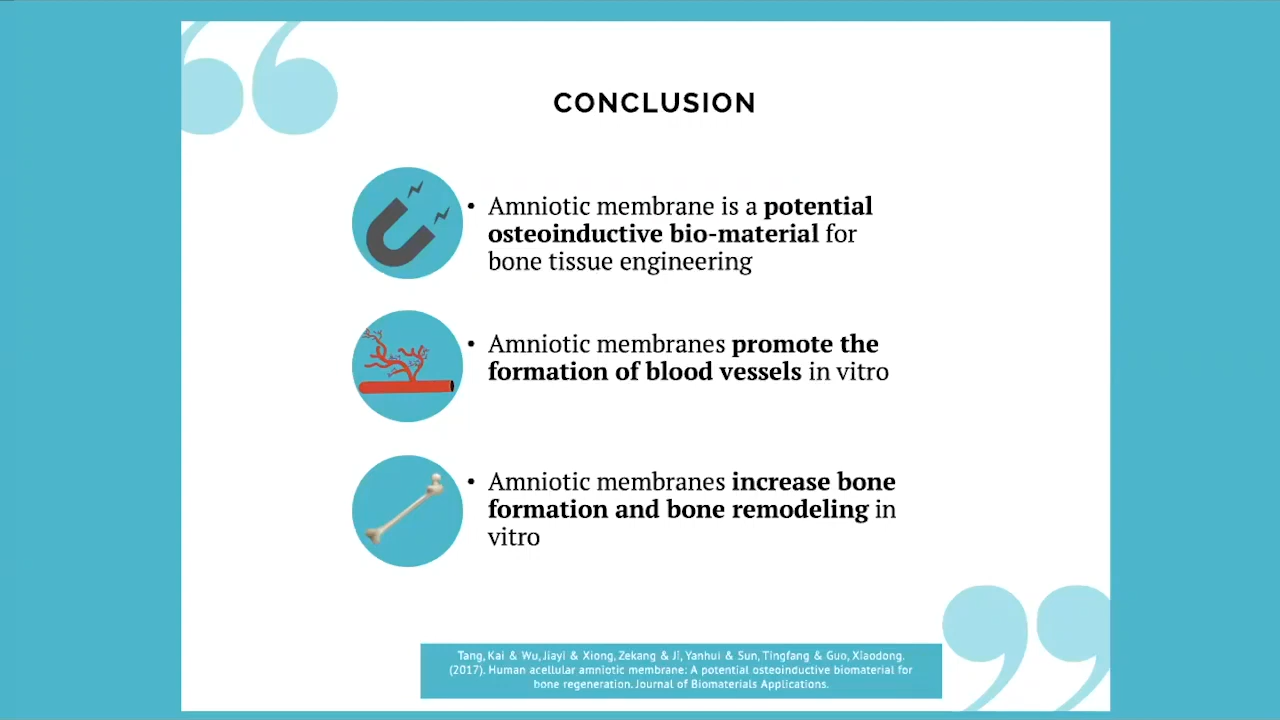 CONCLUSION
• Amniotic membrane is a potential
osteoinductive bio-material for
bone tissue engineering
• Amniotic membranes promote the
formation of blood vessels in vitro
• Amniotic membranes increase bone
formation and bone remodeling in
vitro
Tang, Kai & Wu, Jiayi & Xiong, Zekang & Ji, Yanhui & Sun, Tingfang & Guo, Xiaodong.
(2017). Human acellular amniotic membrane: A potential osteoinductive biomaterial for
bone regeneration. Journal of Biomaterials Applications.